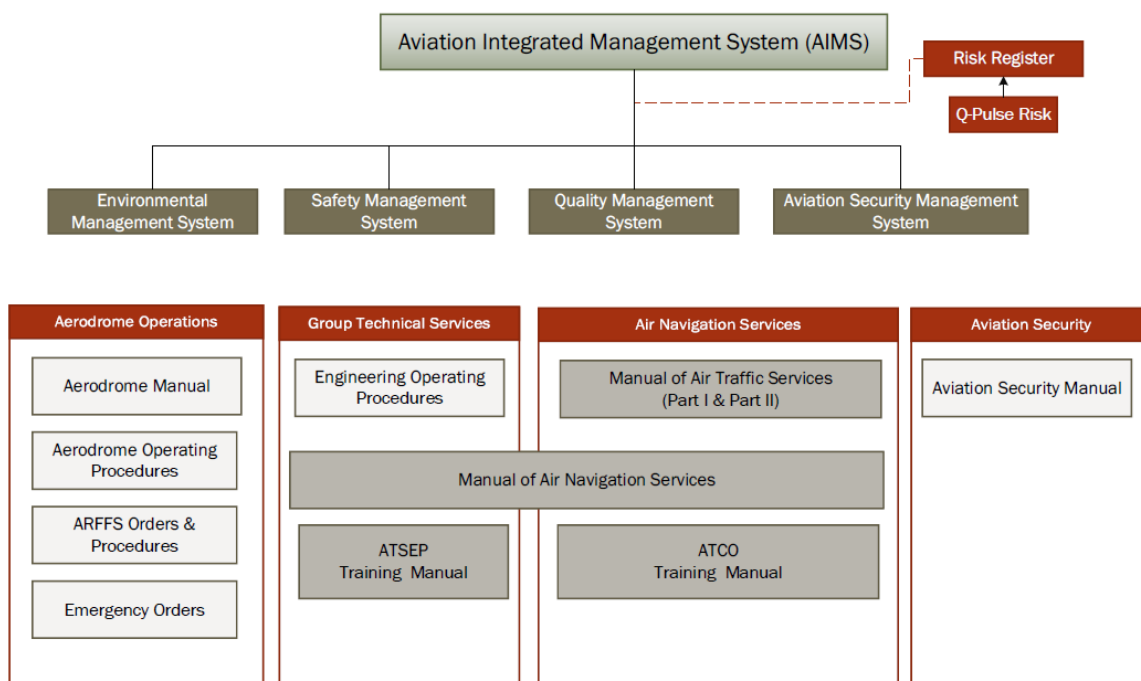 Aviation Integrated Management System (AIMS)
Risk Register
Q-Pulse Risk
Environmental
Management System
Safety Management
System
Quality Management
System
Aviation Security Management
System
Aerodrome Operations
Aerodrome Manual
Aerodrome Operating
Procedures
ARFFS Orders &
Procedures
Emergency Orders
Group Technical Services
Engineering Operating
Procedures
Air Navigation Services
Manual of Air Traffic Services
(Part I & Part II)
Manual of Air Navigation Services
ATSEP
Training Manual
ATCO
Training Manual
Aviation Security
Aviation Security Manual